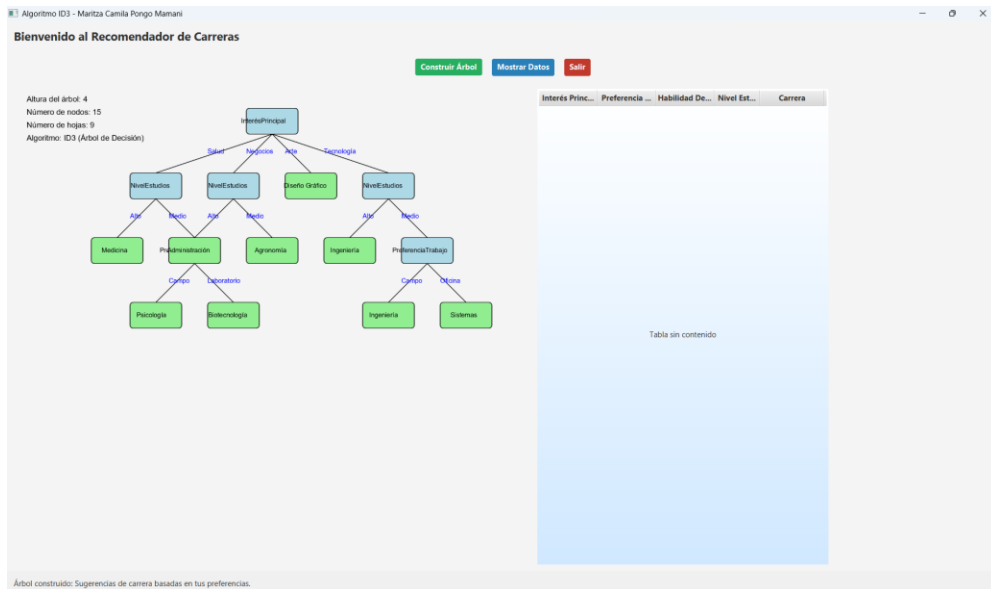 Algoritmo ID3 - Maritza Camila Pongo Mamani
Bienvenido al Recomendador de Carreras
Construir Árbol Mostrar Datos Salir
Altura del árbol: 4
Número de nodos: 15
Número de hojas: 9
Algoritmo: ID3 (Árbol de Decisión)
Interés Princ... Preferencia ... Habilidad De... Nivel Est... Carrera
InterésPrincipal
Salud Negocios Arte Tecnología
NivelEstudios NivelEstudios Diseño Gráfico NivelEstudios
Alto Medio Alto Medio Alto Medio
Medicina Administración Agronomía Ingeniería PreferenciaTrabajo
Campo Laboratorio Campo Oficina
Psicología Biotecnología Ingeniería Sistemas
Tabla sin contenido
Árbol construido: Sugerencias de carrera basadas en tus preferencias.